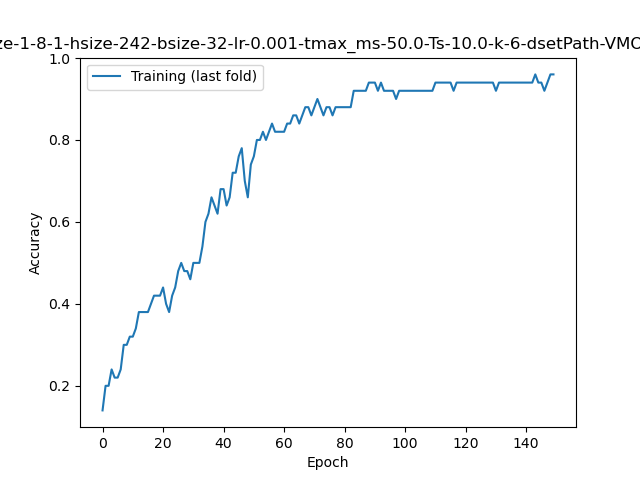 ze-1-8-1-hsize-242-bsize-32-lr-0.001-tmax_ms-50.0-Ts-10.0-k-6-dsetPath-VMC
Training (last fold)
1.0
0.8
0.6
0.4
0.2
Accuracy
0 20 40 60 80 100 120 140
Epoch